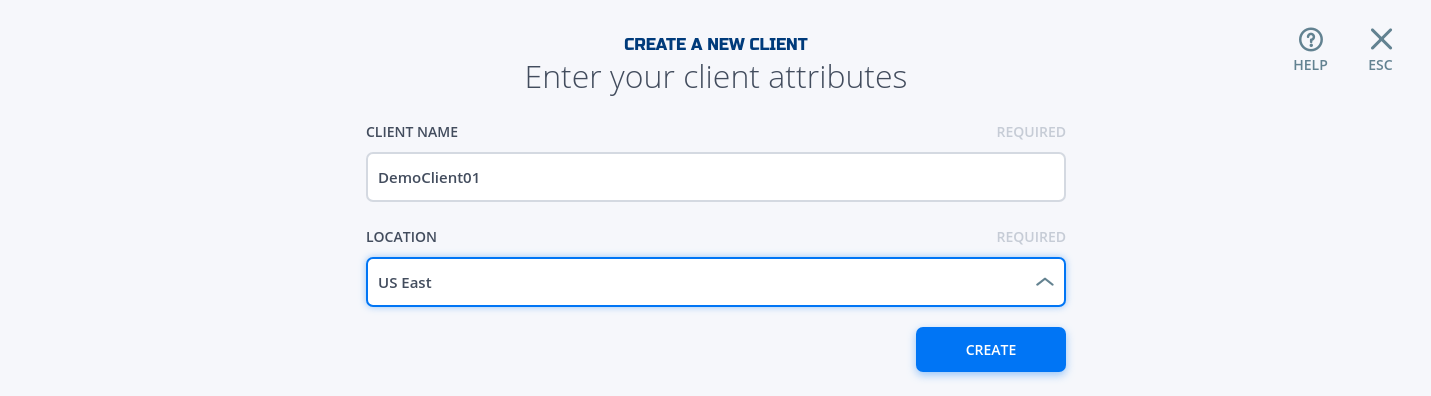 CREATE A NEW CLIENT
Enter your client attributes
HELP
ESC
CLIENT NAME
REQUIRED
DemoClient01
LOCATION
REQUIRED
US East
CREATE